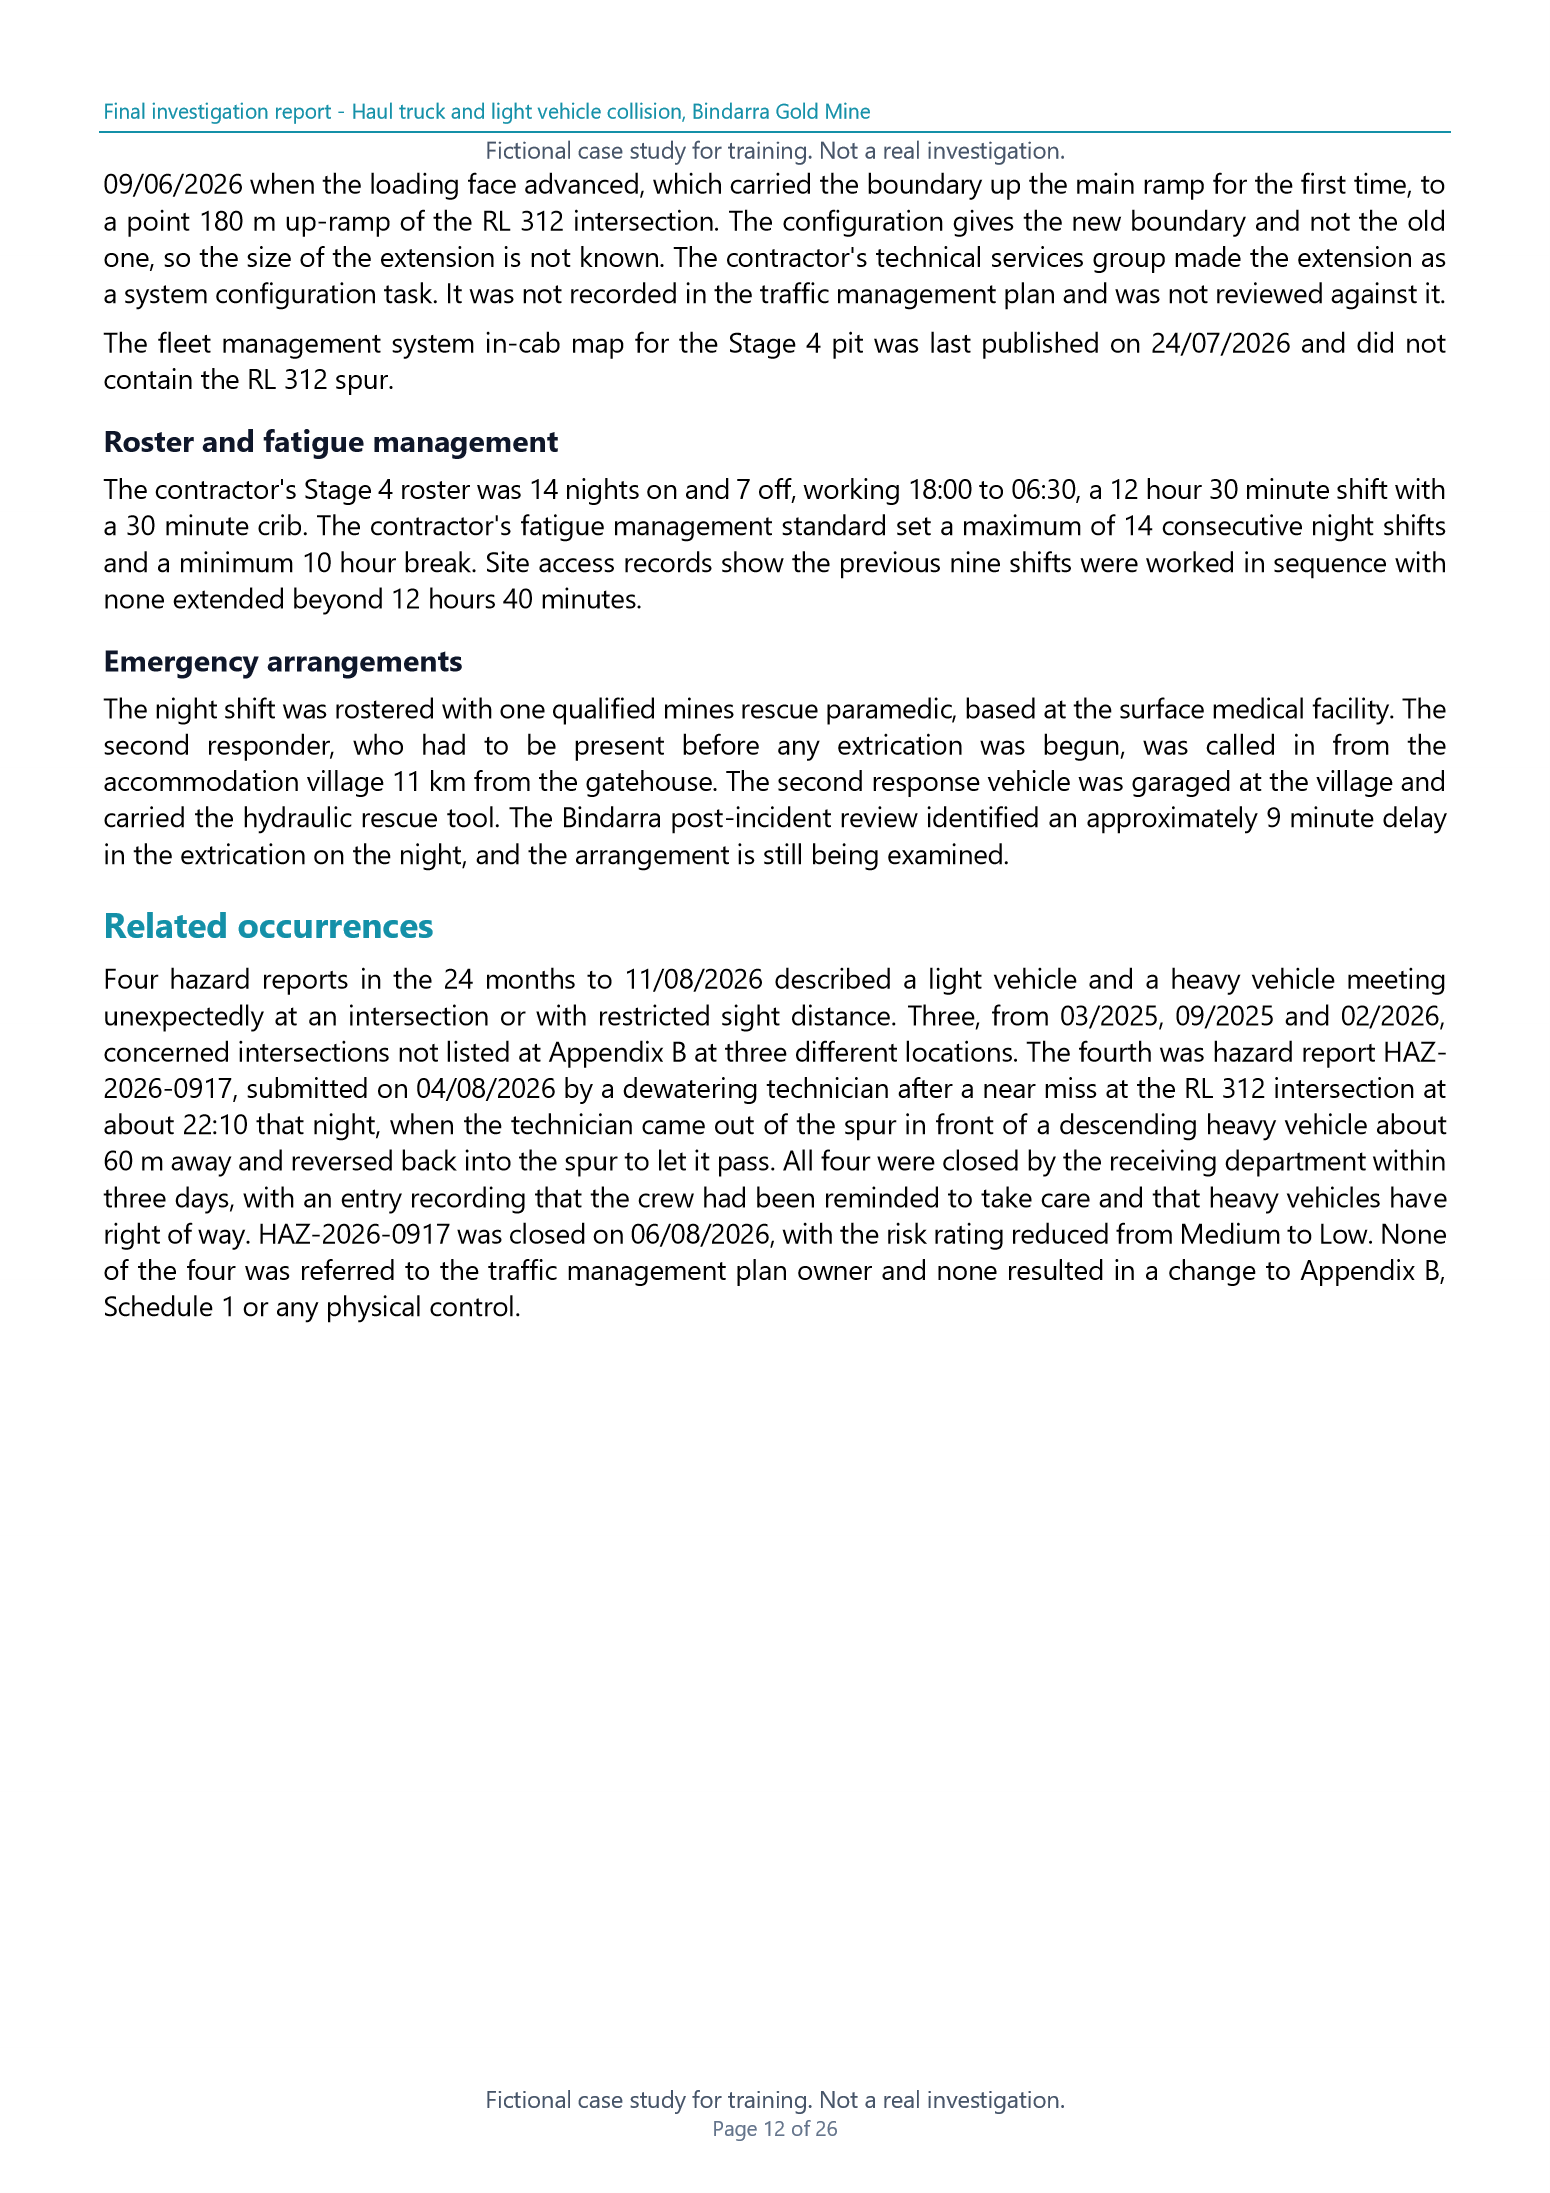 Final investigation report - Haul truck and light vehicle collision, Bindarra Gold Mine
Fictional case study for training. Not a real investigation.
09/06/2026 when the loading face advanced, which carried the boundary up the main ramp for the first time, to
a point 180 m up-ramp of the RL 312 intersection. The configuration gives the new boundary and not the old
one, so the size of the extension is not known. The contractor's technical services group made the extension as
a system configuration task. It was not recorded in the traffic management plan and was not reviewed against it.
The fleet management system in-cab map for the Stage 4 pit was last published on 24/07/2026 and did not
contain the RL 312 spur.
Roster and fatigue management
The contractor's Stage 4 roster was 14 nights on and 7 off, working 18:00 to 06:30, a 12 hour 30 minute shift with
a 30 minute crib. The contractor's fatigue management standard set a maximum of 14 consecutive night shifts
and a minimum 10 hour break. Site access records show the previous nine shifts were worked in sequence with
none extended beyond 12 hours 40 minutes.
Emergency arrangements
The night shift was rostered with one qualified mines rescue paramedic, based at the surface medical facility. The
second responder, who had to be present before any extrication was begun, was called in from the
accommodation village 11 km from the gatehouse. The second response vehicle was garaged at the village and
carried the hydraulic rescue tool. The Bindarra post-incident review identified an approximately 9 minute delay
in the extrication on the night, and the arrangement is still being examined.
Related occurrences
Four hazard reports in the 24 months to 11/08/2026 described a light vehicle and a heavy vehicle meeting
unexpectedly at an intersection or with restricted sight distance. Three, from 03/2025, 09/2025 and 02/2026,
concerned intersections not listed at Appendix B at three different locations. The fourth was hazard report HAZ-
2026-0917, submitted on 04/08/2026 by a dewatering technician after a near miss at the RL 312 intersection at
about 22:10 that night, when the technician came out of the spur in front of a descending heavy vehicle about
60 m away and reversed back into the spur to let it pass. All four were closed by the receiving department within
three days, with an entry recording that the crew had been reminded to take care and that heavy vehicles have
right of way. HAZ-2026-0917 was closed on 06/08/2026, with the risk rating reduced from Medium to Low. None
of the four was referred to the traffic management plan owner and none resulted in a change to Appendix B,
Schedule 1 or any physical control.
Fictional case study for training. Not a real investigation.
Page 12 of 26